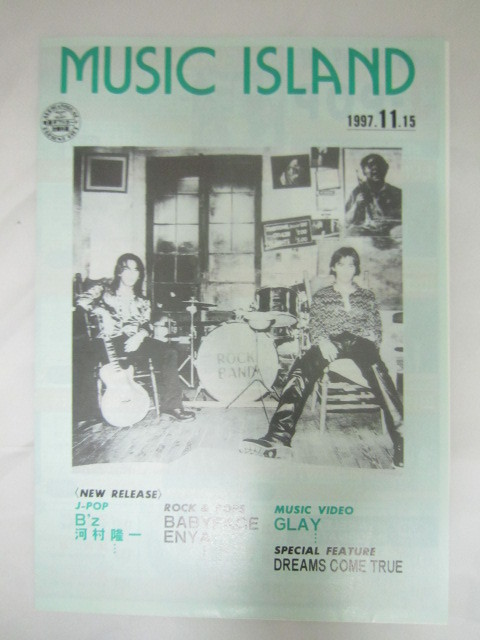 MUSIC ISLAND
1997.11.15
ROCK
BAND
〈NEW RELEASE〉
J-POP
B'z
河村隆一
ROCK & POPS
BABYFACE
ENYA
MUSIC VIDEO
GLAY
SPECIAL FEATURE
DREAMS COME TRUE